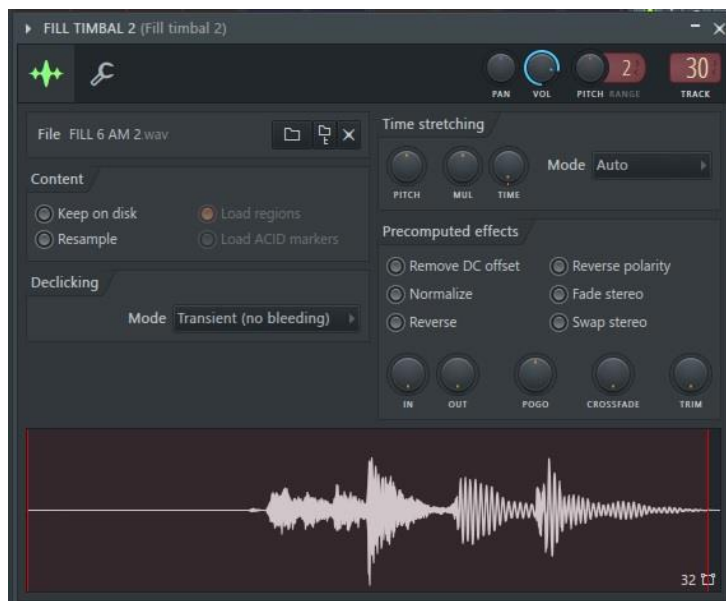 FILL TIMBAL 2 (Fill timbal 2)
PAN VOL PITCH RANGE 2 30 TRACK
File FILL 6 AM 2.wav
Content
Keep on disk Load regions
Resample Load ACID markers
Declicking
Mode Transient (no bleeding)
Time stretching
PITCH MUL TIME Mode Auto
Precomputed effects
Remove DC offset Reverse polarity
Normalize Fade stereo
Reverse Swap stereo
IN OUT POGO CROSSFADE TRIM
32